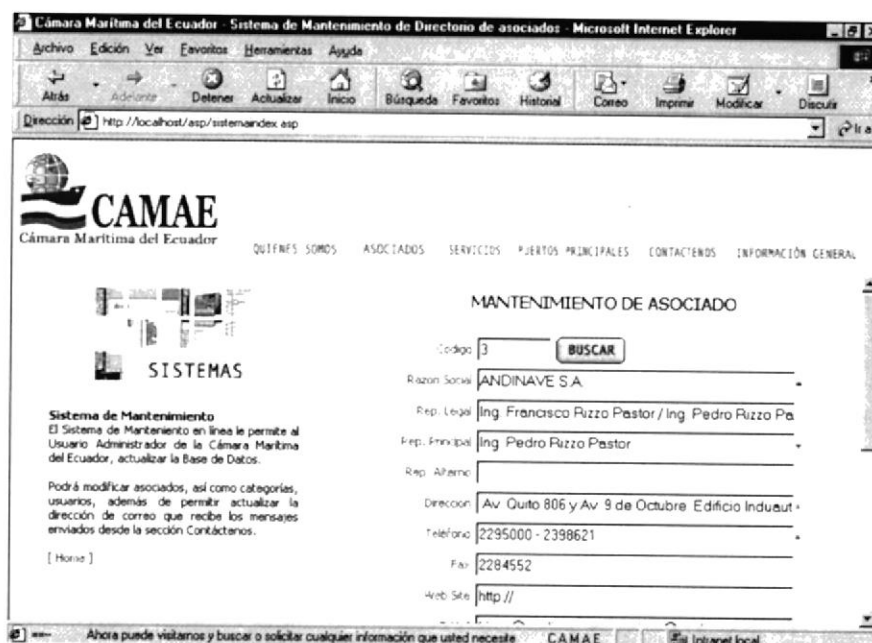 Cámara Marítima del Ecuador - Sistema de Mantenimiento de Directorio de asociados - Microsoft Internet Explorer
Archivo Edición Ver Favoritos Herramientas Ayuda
Atrás Adelante Detener Actualizar Inicio Búsqueda Favoritos Historial Correo Imprimir Modificar Discutir
Dirección http://localhost/asp/sistemaindex.asp Ir a
CAMAE
Cámara Marítima del Ecuador
QUIENES SOMOS ASOCIADOS SERVICIOS PUERTOS PRINCIPALES CONTACTENOS INFORMACIÓN GENERAL
SISTEMAS
Sistema de Mantenimiento
El Sistema de Manteniento en línea le permite al
Usuario Administrador de la Cámara Marítima
del Ecuador, actualizar la Base de Datos.
Podrá modificar asociados, así como categorías,
usuarios, además de permitir actualizar la
dirección de correo que recibe los mensajes
enviados desde la sección Contáctenos.
[ Home ]
MANTENIMIENTO DE ASOCIADO
Codigo 3 BUSCAR
Razon Social ANDINAVE S.A.
Rep. Legal Ing. Francisco Rizzo Pastor / Ing. Pedro Rizzo Pa
Rep. Principal Ing. Pedro Rizzo Pastor
Rep. Alterno
Direccion Av. Quito 806 y Av. 9 de Octubre. Edificio Induaut
Teléfono 2295000 - 2398621
Fax 2284552
Web Site http://
Ahora puede visitarnos y buscar o solicitar cualquier información que usted necesite CAMAE Intranet local